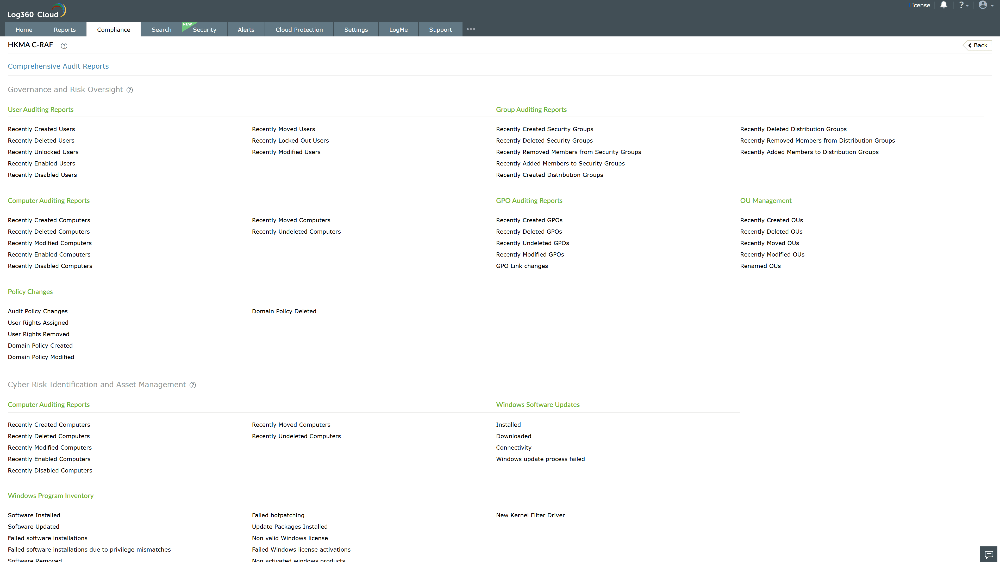 Log360 Cloud
License
?
Home
Reports
Compliance
Search
NEW
Security
Alerts
Cloud Protection
Settings
LogMe
Support
HKMA C-RAF ?
Back
Comprehensive Audit Reports
Governance and Risk Oversight ?
User Auditing Reports
Recently Created Users
Recently Deleted Users
Recently Unlocked Users
Recently Enabled Users
Recently Disabled Users
Recently Moved Users
Recently Locked Out Users
Recently Modified Users
Group Auditing Reports
Recently Created Security Groups
Recently Deleted Security Groups
Recently Removed Members from Security Groups
Recently Added Members to Security Groups
Recently Created Distribution Groups
Recently Deleted Distribution Groups
Recently Removed Members from Distribution Groups
Recently Added Members to Distribution Groups
Computer Auditing Reports
Recently Created Computers
Recently Deleted Computers
Recently Modified Computers
Recently Enabled Computers
Recently Disabled Computers
Recently Moved Computers
Recently Undeleted Computers
GPO Auditing Reports
Recently Created GPOs
Recently Deleted GPOs
Recently Undeleted GPOs
Recently Modified GPOs
GPO Link changes
OU Management
Recently Created OUs
Recently Deleted OUs
Recently Moved OUs
Recently Modified OUs
Renamed OUs
Policy Changes
Audit Policy Changes
User Rights Assigned
User Rights Removed
Domain Policy Created
Domain Policy Modified
Domain Policy Deleted
Cyber Risk Identification and Asset Management ?
Computer Auditing Reports
Recently Created Computers
Recently Deleted Computers
Recently Modified Computers
Recently Enabled Computers
Recently Disabled Computers
Recently Moved Computers
Recently Undeleted Computers
Windows Software Updates
Installed
Downloaded
Connectivity
Windows update process failed
Windows Program Inventory
Software Installed
Software Updated
Failed software installations
Failed software installations due to privilege mismatches
Software Removed
Failed hotpatching
Update Packages Installed
Non valid Windows license
Failed Windows license activations
Non activated windows products
New Kernel Filter Driver